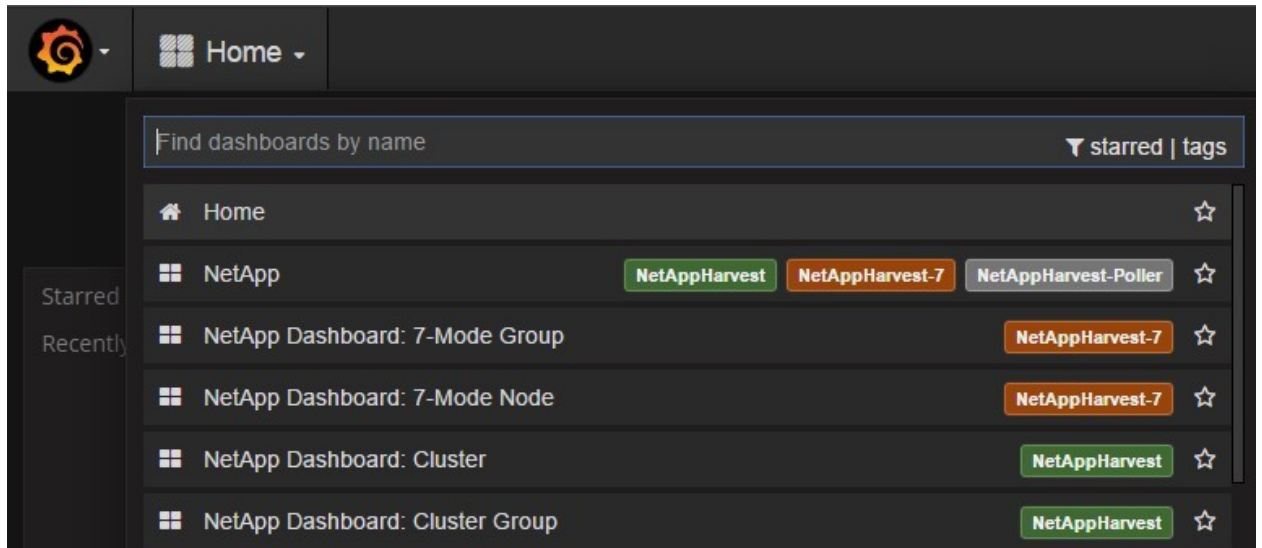 Home
Find dashboards by name starred | tags
Home
NetApp NetAppHarvest NetAppHarvest-7 NetAppHarvest-Poller
Starred
NetApp Dashboard: 7-Mode Group NetAppHarvest-7
Recently
NetApp Dashboard: 7-Mode Node NetAppHarvest-7
NetApp Dashboard: Cluster NetAppHarvest
NetApp Dashboard: Cluster Group NetAppHarvest